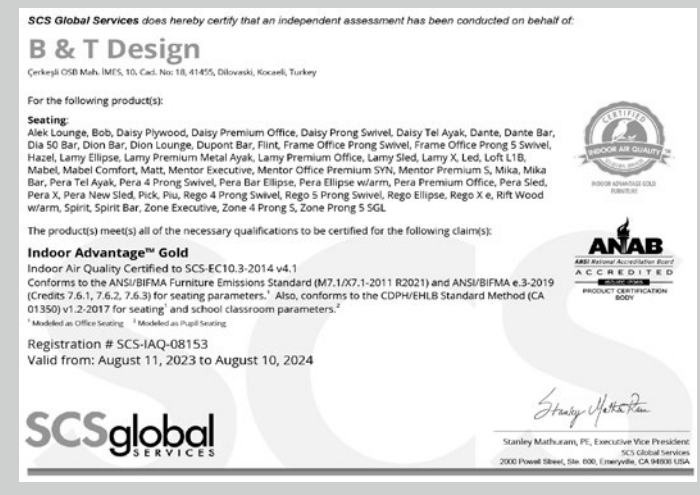 SCS Global Services does hereby certify that an independent assessment has been conducted on behalf of:
B & T Design
Çerkeşli OSB Mah. İMES, 10. Cad. No: 18, 41455, Dilovaski, Kocaeli, Turkey
For the following product(s):
Seating:
Alek Lounge, Bob, Daisy Plywood, Daisy Premium Office, Daisy Prong Swivel, Daisy Tel Ayak, Dante, Dante Bar,
Dia 50 Bar, Dion Bar, Dion Lounge, Dupont Bar, Flint, Frame Office Prong Swivel, Frame Office Prong 5 Swivel,
Hazel, Lamy Ellipse, Lamy Premium Metal Ayak, Lamy Premium Office, Lamy Sled, Lamy X, Led, Loft L1B,
Mabel, Mabel Comfort, Matt, Mentor Executive, Mentor Office Premium SYN, Mentor Premium S, Mika, Mika
Bar, Pera Tel Ayak, Pera 4 Prong Swivel, Pera Bar Ellipse, Pera Ellipse w/arm, Pera Premium Office, Pera Sled,
Pera X, Pera New Sled, Pick, Piu, Rego 4 Prong Swivel, Rego 5 Prong Swivel, Rego Ellipse, Rego X e, Rift Wood
w/arm, Spirit, Spirit Bar, Zone Executive, Zone 4 Prong S, Zone Prong 5 SGL
CERTIFIED
INDOOR AIR QUALITY
INDOOR ADVANTAGE GOLD
FURNITURE
The product(s) meet(s) all of the necessary qualifications to be certified for the following claim(s):
Indoor Advantage™ Gold
Indoor Air Quality Certified to SCS-EC10.3-2014 v4.1
Conforms to the ANSI/BIFMA Furniture Emissions Standard (M7.1/X7.1-2011 R2021) and ANSI/BIFMA e.3-2019
(Credits 7.6.1, 7.6.2, 7.6.3) for seating parameters.¹ Also, conforms to the CDPH/EHLB Standard Method (CA
01350) v1.2-2017 for seating¹ and school classroom parameters.²
¹ Modeled as Office Seating ² Modeled as Pupil Seating
ANAB
ANSI National Accreditation Board
ACCREDITED
PRODUCT CERTIFICATION
BODY
Registration # SCS-IAQ-08153
Valid from: August 11, 2023 to August 10, 2024
SCSglobal
SERVICES
Stanley Mathuram, PE, Executive Vice President
SCS Global Services
2000 Powell Street, Ste. 600, Emeryville, CA 94608 USA